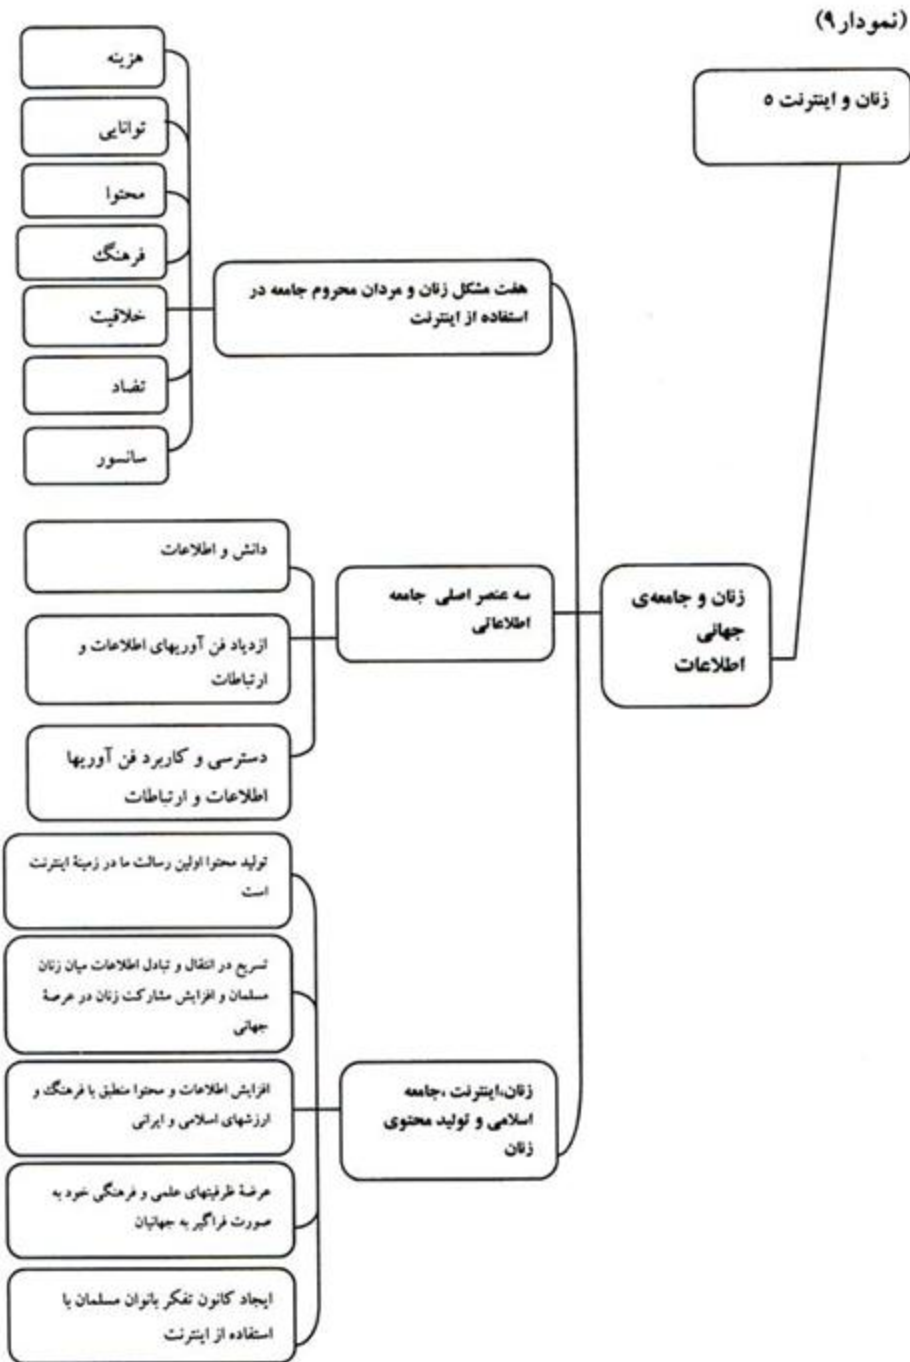 (نمودار ۹)
زنان و اینترنت ۵
زنان و جامعه‌ی
جهانی
اطلاعات
هفت مشکل زنان و مردان محروم جامعه در
استفاده از اینترنت
هزینه
توانایی
محتوا
فرهنگ
خلاقیت
تضاد
سانسور
سه عنصر اصلی جامعه
اطلاعاتی
دانش و اطلاعات
ازدیاد فن آوریهای اطلاعات و
ارتباطات
دسترسی و کاربرد فن آوریها
اطلاعات و ارتباطات
زنان،اینترنت ،جامعه
اسلامی و تولید محتوی
زنان
تولید محتوا اولین رسالت ما در زمینهٔ اینترنت
است
تسریع در انتقال و تبادل اطلاعات میان زنان
مسلمان و افزایش مشارکت زنان در عرصهٔ
جهانی
افزایش اطلاعات و محتوا منطبق با فرهنگ و
ارزشهای اسلامی و ایرانی
عرضهٔ ظرفیتهای علمی و فرهنگی خود به
صورت فراگیر به جهانیان
ایجاد کانون تفکر بانوان مسلمان با
استفاده از اینترنت